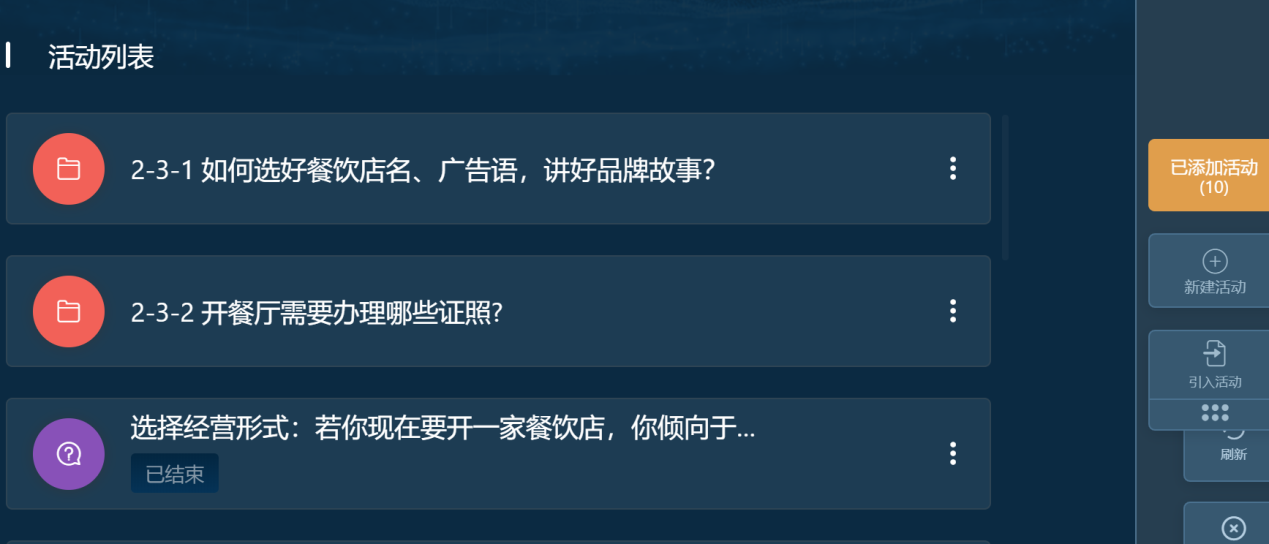 活动列表
2-3-1 如何选好餐饮店名、广告语，讲好品牌故事？
2-3-2 开餐厅需要办理哪些证照?
选择经营形式：若你现在要开一家餐饮店，你倾向于...
已结束
已添加活动
(10)
新建活动
引入活动
刷新